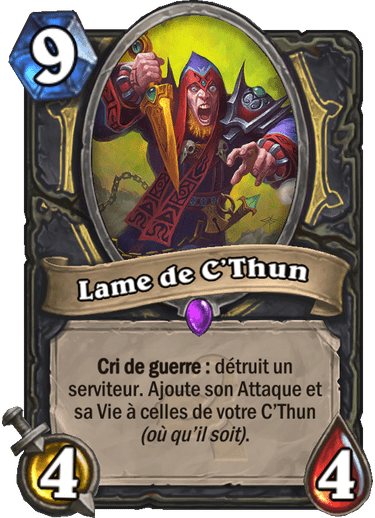 9
Lame de C'Thun
Cri de guerre : détruit un
serviteur. Ajoute son Attaque et
sa Vie à celles de votre C'Thun
(où qu'il soit).
4
4